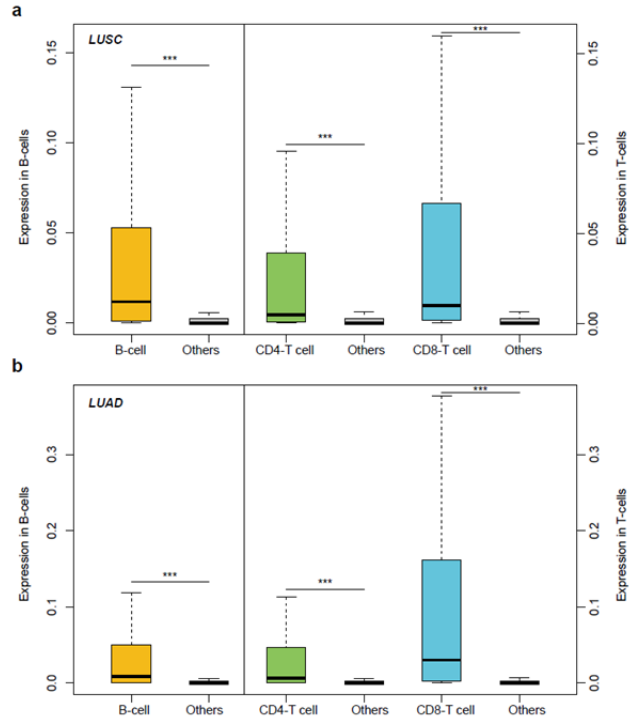 a
LUSC
***
***
***
Expression in B-cells
0.00
0.05
0.10
0.15
Expression in T-cells
0.00
0.05
0.10
0.15
B-cell
Others
CD4-T cell
Others
CD8-T cell
Others
b
LUAD
***
***
***
Expression in B-cells
0.0
0.1
0.2
0.3
Expression in T-cells
0.0
0.1
0.2
0.3
B-cell
Others
CD4-T cell
Others
CD8-T cell
Others